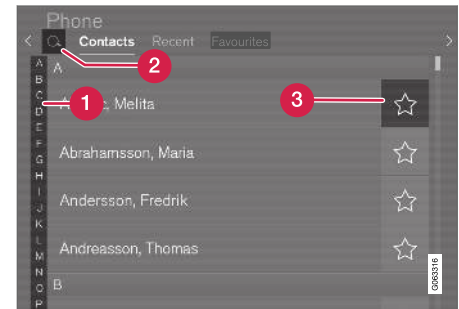 Phone
Contacts Recent Favourites
2
A
A
B
C
D
E
F
G
H
I
J
K
L
M
N
O
P
1
Melita
3
Abrahamsson, Maria
Andersson, Fredrik
Andreasson, Thomas
B
G063316